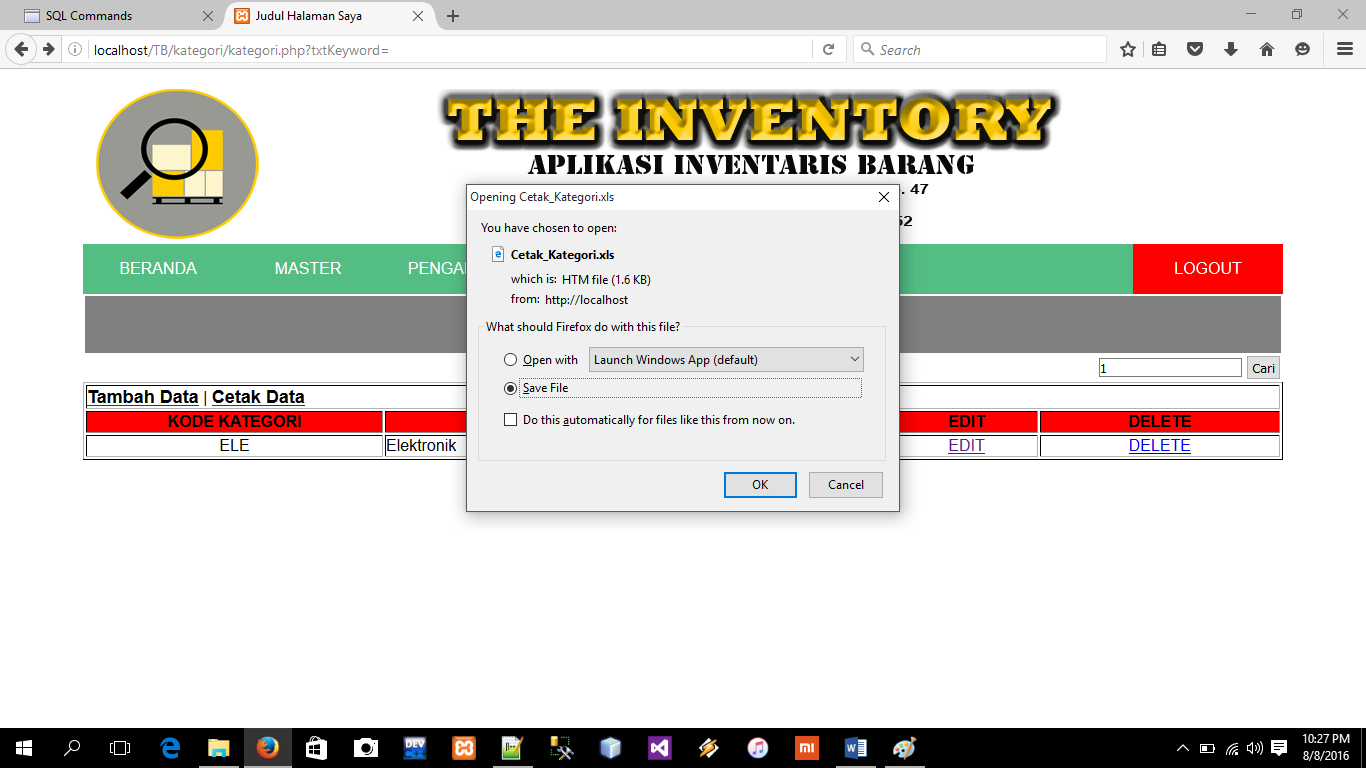 SQL Commands
Judul Halaman Saya
localhost/TB/kategori/kategori.php?txtKeyword=
Search
THE INVENTORY
APLIKASI INVENTARIS BARANG
. 47
52
Opening Cetak_Kategori.xls
You have chosen to open:
Cetak_Kategori.xls
which is: HTM file (1.6 KB)
from: http://localhost
What should Firefox do with this file?
Open with Launch Windows App (default)
Save File
Do this automatically for files like this from now on.
OK Cancel
BERANDA MASTER PENGA LOGOUT
1 Cari
Tambah Data | Cetak Data
KODE KATEGORI EDIT DELETE
ELE Elektronik EDIT DELETE
DEV
C++
mi
10:27 PM
8/8/2016